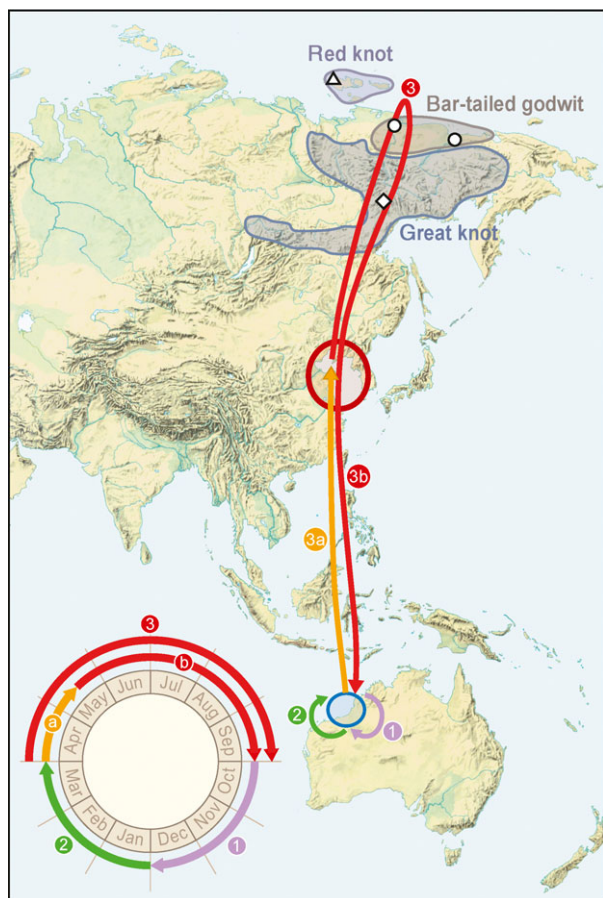 Red knot
3
Bar-tailed godwit
Great knot
3b
3a
3
b
a
Jun
Jul
May
Aug
Apr
Sep
Mar
Oct
Feb
Nov
Jan
Dec
2
1
2
1